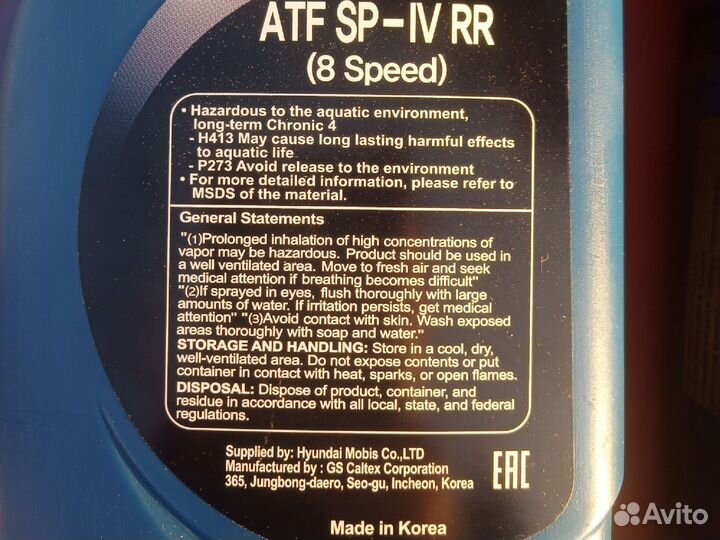 ATF SP-IV RR
(8 Speed)
• Hazardous to the aquatic environment,
long-term Chronic 4
- H413 May cause long lasting harmful effects
to aquatic life
- P273 Avoid release to the environment
• For more detailed information, please refer to
MSDS of the material.
General Statements
"(1)Prolonged inhalation of high concentrations of
vapor may be hazardous. Product should be used in
a well ventilated area. Move to fresh air and seek
medical attention if breathing becomes difficult"
"(2)If sprayed in eyes, flush thoroughly with large
amounts of water. If irritation persists, get medical
attention" "(3)Avoid contact with skin. Wash exposed
areas thoroughly with soap and water."
STORAGE AND HANDLING: Store in a cool, dry,
well-ventilated area. Do not expose contents or put
container in contact with heat, sparks, or open flames.
DISPOSAL: Dispose of product, container, and
residue in accordance with all local, state, and federal
regulations.
Supplied by: Hyundai Mobis Co.,LTD
Manufactured by : GS Caltex Corporation
365, Jungbong-daero, Seo-gu, Incheon, Korea
EAC
Made in Korea
Avito